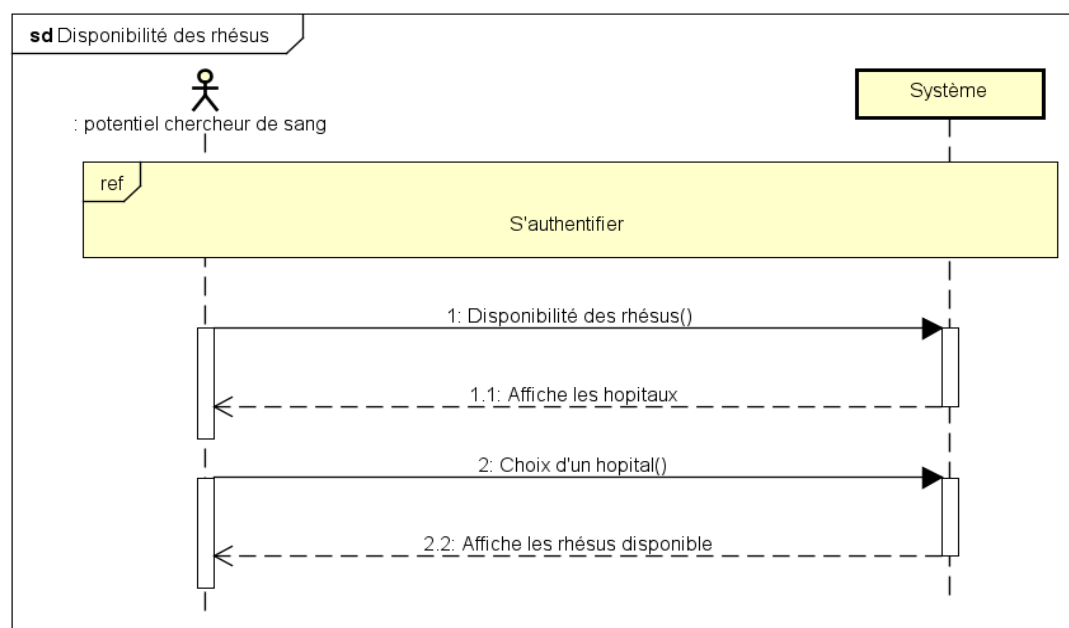 sd Disponibilité des rhésus
Système
: potentiel chercheur de sang
ref
S'authentifier
1: Disponibilité des rhésus()
1.1: Affiche les hopitaux
2: Choix d'un hopital()
2.2: Affiche les rhésus disponible